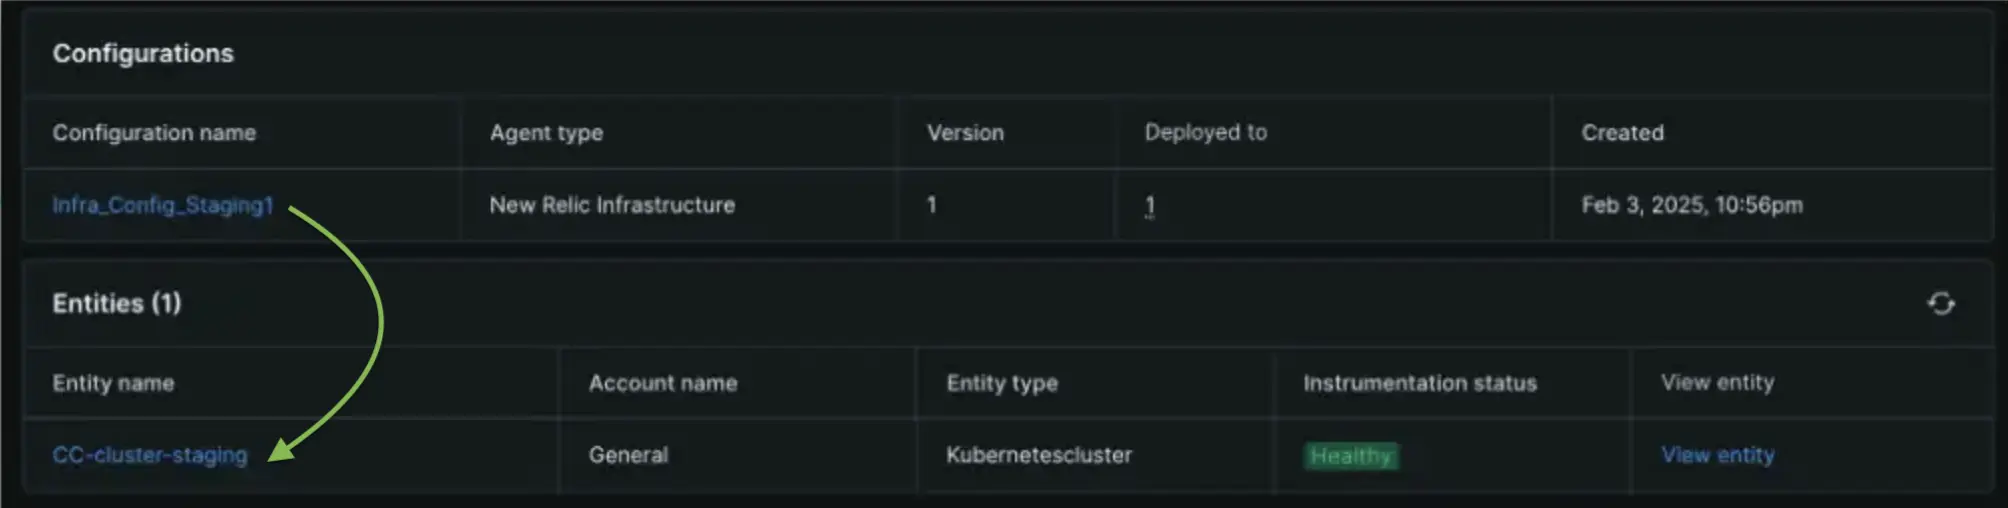 Configurations
Configuration name Agent type Version Deployed to Created
Infra_Config_Staging1 New Relic Infrastructure 1 1 Feb 3, 2025, 10:56pm
Entities (1)
Entity name Account name Entity type Instrumentation status View entity
CC-cluster-staging General Kubernetescluster Healthy View entity